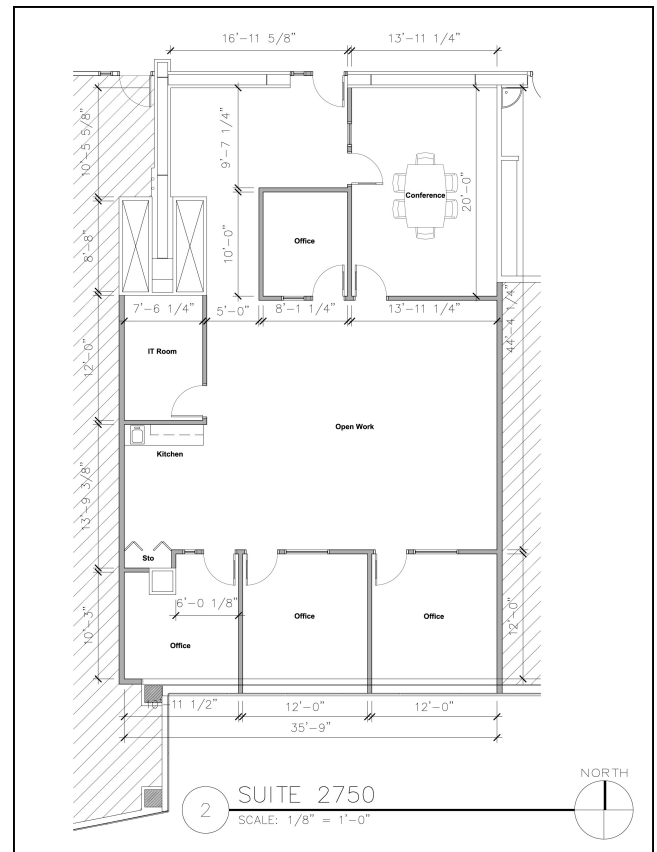 16'-11 5/8"
13'-11 1/4"
10'-5 5/8"
9'-7 1/4"
Conference
20'-0"
8'-8"
10'-0"
Office
7'-6 1/4"
5'-0"
8'-1 1/4"
13'-11 1/4"
44'-4 1/4"
12'-0"
IT Room
Open Work
Kitchen
13'-9 3/8"
Sto
6'-0 1/8"
10'-3"
Office
Office
Office
12'-0"
-11 1/2"
12'-0"
12'-0"
35'-9"
2
SUITE 2750
SCALE: 1/8" = 1'-0"
NORTH